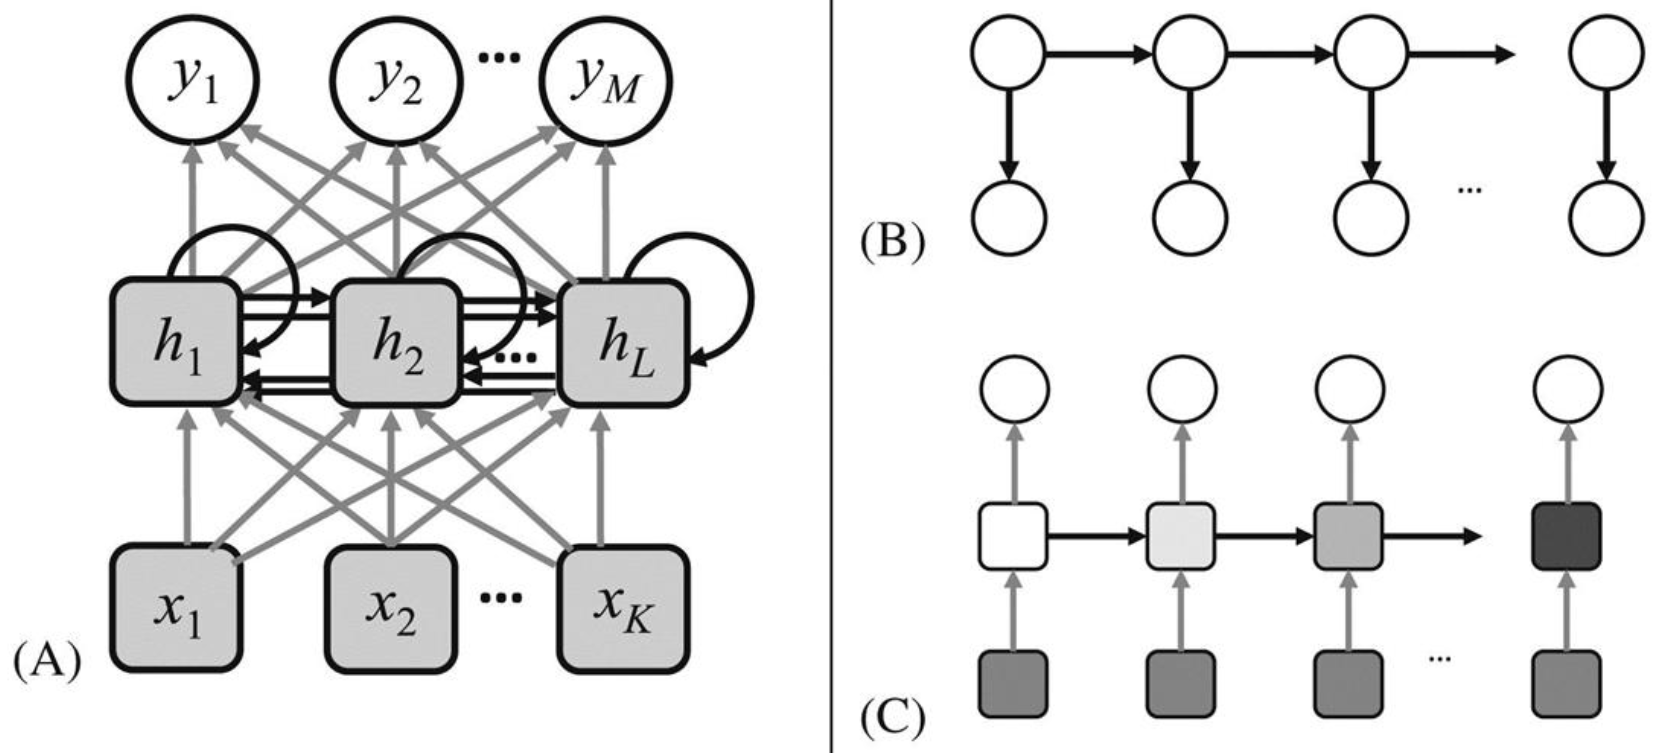 y1 y2 ... yM
h1 h2 ... hL
x1 x2 ... xK
(A)
...
(B)
...
(C)